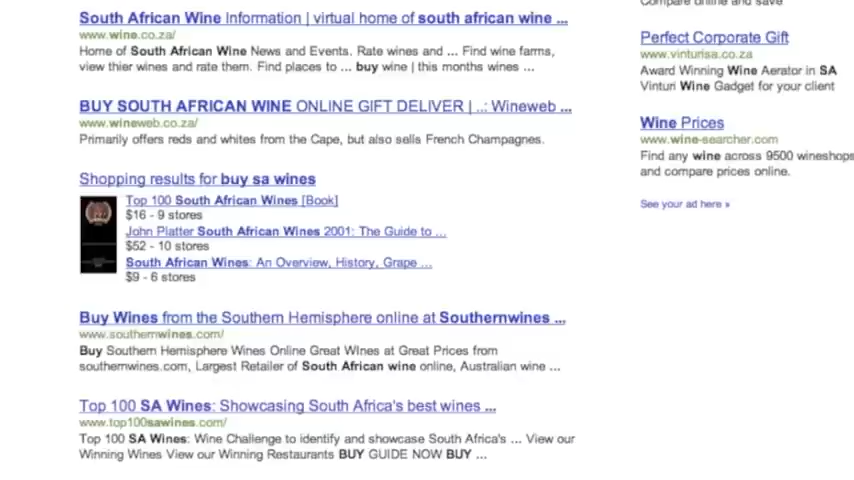 South African Wine Information | virtual home of south african wine ...
www.wine.co.za/
Home of South African Wine News and Events. Rate wines and ... Find wine farms,
view thier wines and rate them. Find places to ... buy wine | this months wines ...
BUY SOUTH AFRICAN WINE ONLINE GIFT DELIVER | ..: Wineweb ...
www.wineweb.co.za/
Primarily offers reds and whites from the Cape, but also sells French Champagnes.
Shopping results for buy sa wines
Top 100 South African Wines [Book]
$16 - 9 stores
John Platter South African Wines 2001: The Guide to ...
$52 - 10 stores
South African Wines: An Overview, History, Grape ...
$9 - 6 stores
Buy Wines from the Southern Hemisphere online at Southernwines ...
www.southernwines.com/
Buy Southern Hemisphere Wines Online Great WInes at Great Prices from
southernwines.com, Largest Retailer of South African wine online, Australian wine ...
Top 100 SA Wines: Showcasing South Africa's best wines ...
www.top100sawines.com/
Top 100 SA Wines: Wine Challenge to identify and showcase South Africa's ... View our
Winning Wines View our Winning Restaurants BUY GUIDE NOW BUY ...
Compare online and save
Perfect Corporate Gift
www.vinturisa.co.za
Award Winning Wine Aerator in SA
Vinturi Wine Gadget for your client
Wine Prices
www.wine-searcher.com
Find any wine across 9500 wineshops
and compare prices online.
See your ad here »